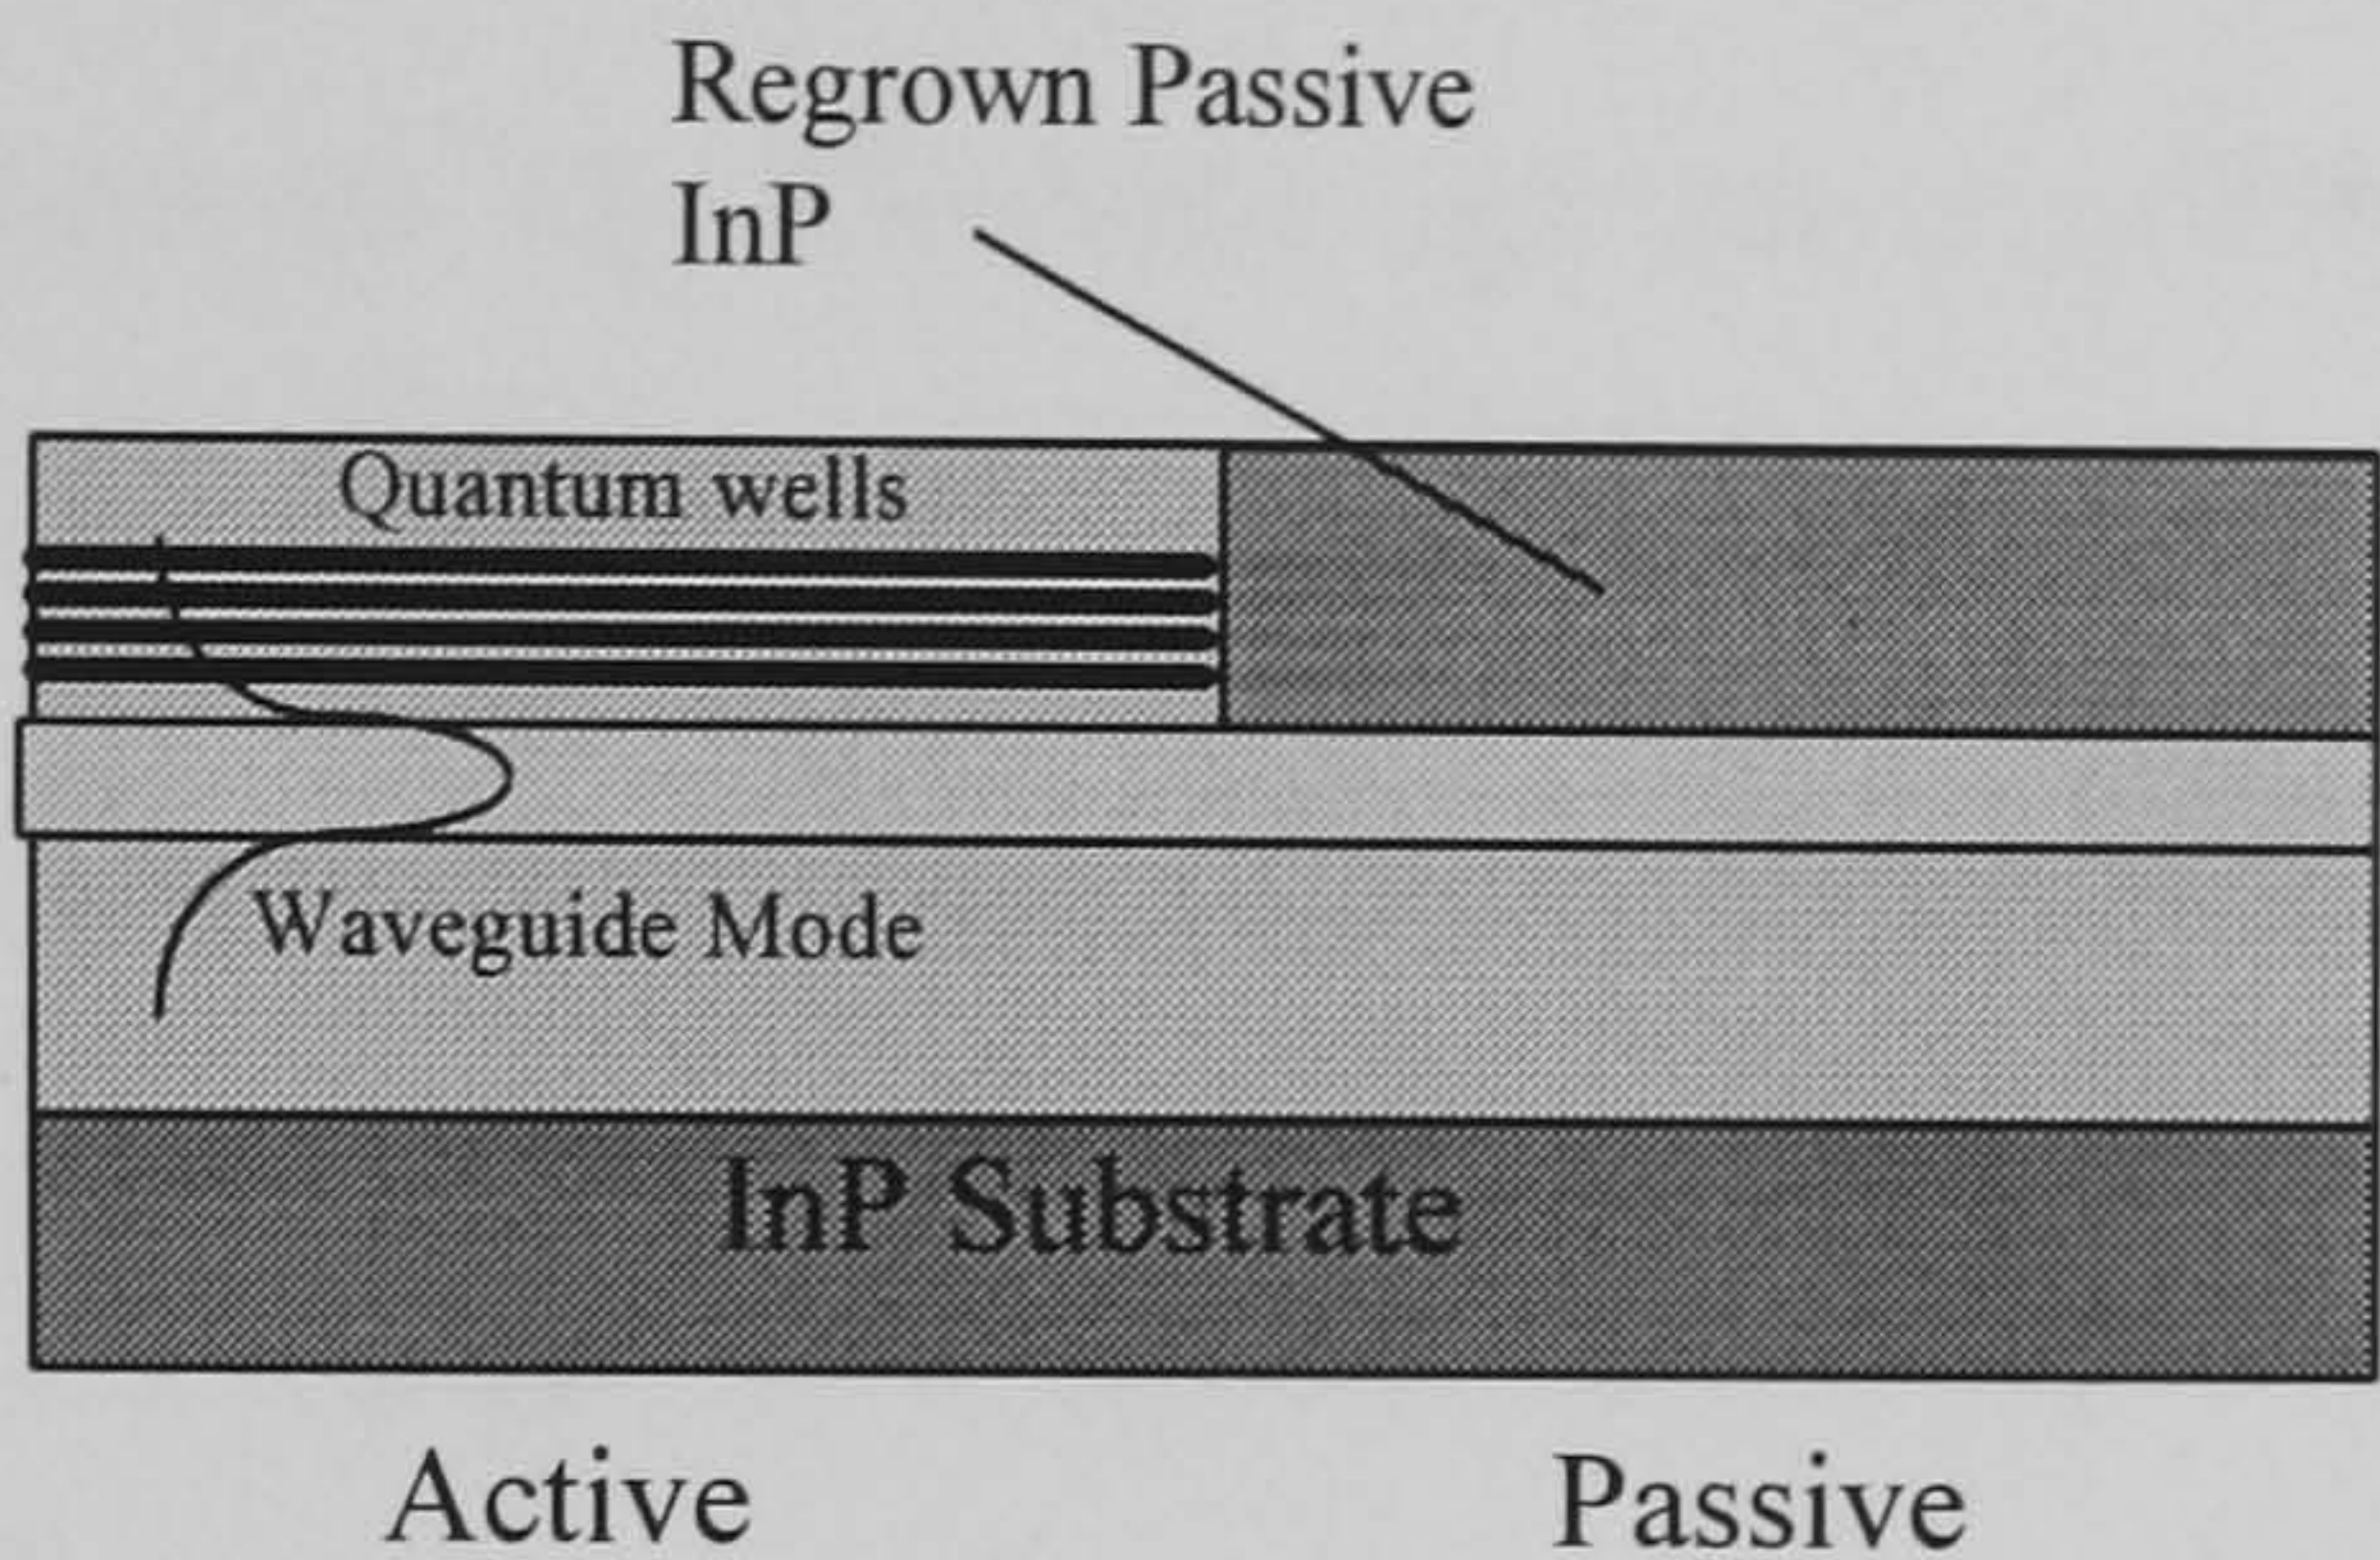 Regrown Passive
InP
Quantum wells
Waveguide Mode
InP Substrate
Active
Passive